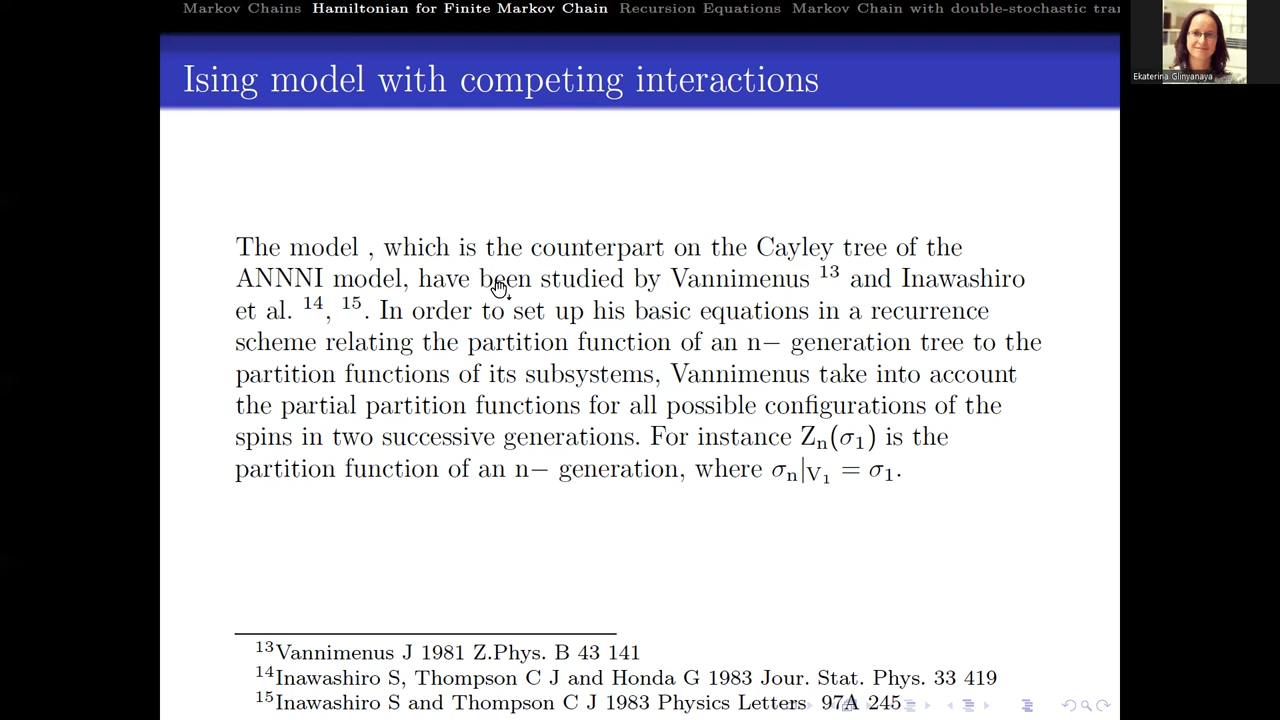 Markov Chains Hamiltonian for Finite Markov Chain Recursion Equations Markov Chain with double-stochastic tran
Ekaterina Glinyanaya
Ising model with competing interactions
The model , which is the counterpart on the Cayley tree of the
ANNNI model, have been studied by Vannimenus 13 and Inawashiro
et al. 14, 15. In order to set up his basic equations in a recurrence
scheme relating the partition function of an n− generation tree to the
partition functions of its subsystems, Vannimenus take into account
the partial partition functions for all possible configurations of the
spins in two successive generations. For instance Zn(σ1) is the
partition function of an n− generation, where σn|V1 = σ1.
13Vannimenus J 1981 Z.Phys. B 43 141
14Inawashiro S, Thompson C J and Honda G 1983 Jour. Stat. Phys. 33 419
15Inawashiro S and Thompson C J 1983 Physics Letters 97A 245